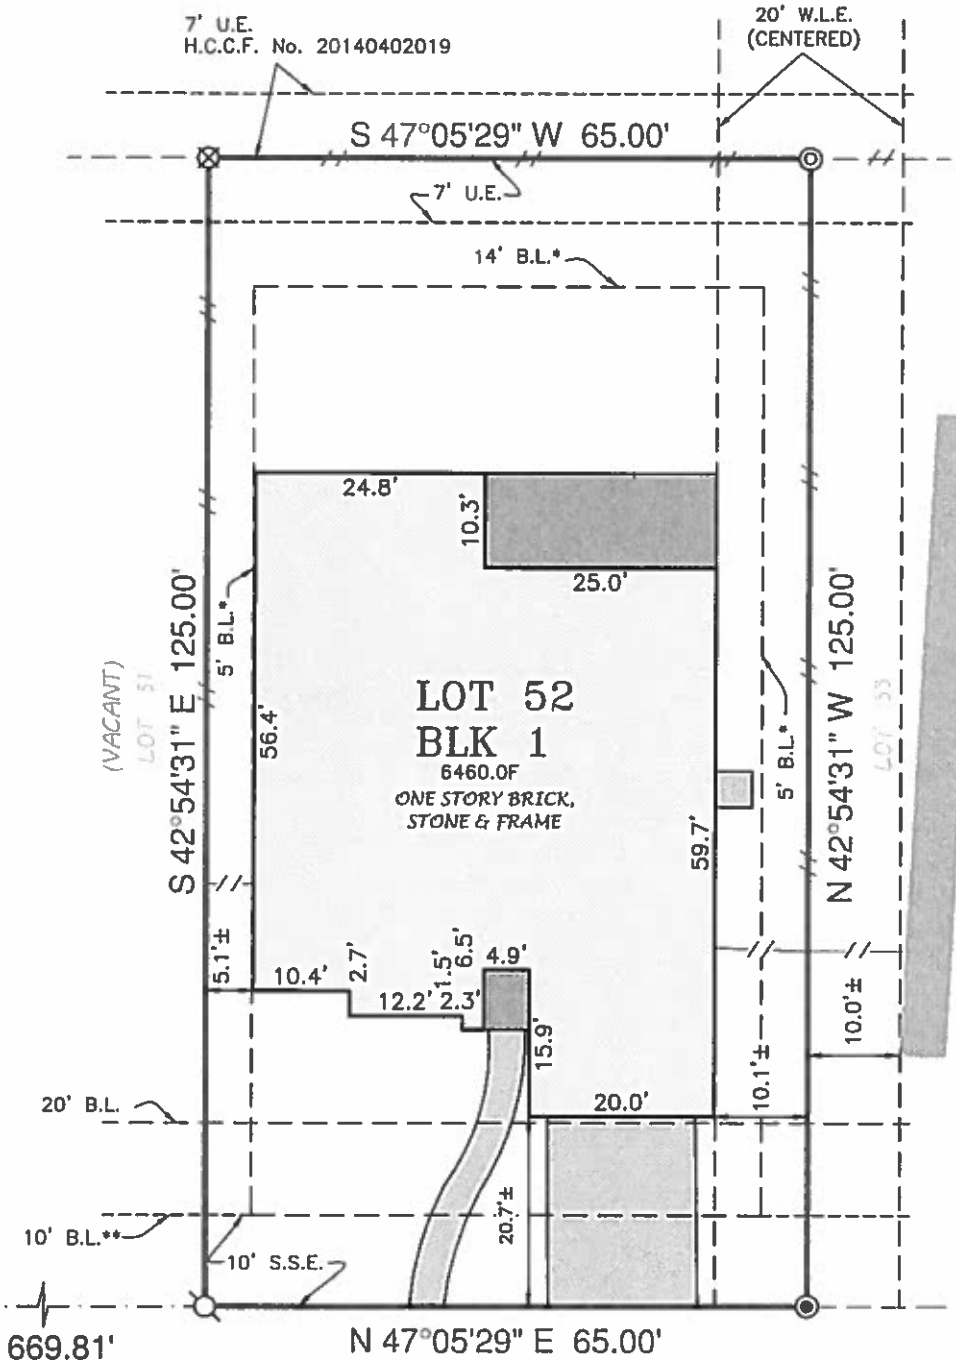 7' U.E.
H.C.C.F. No. 20140402019
20' W.L.E.
(CENTERED)
S 47°05'29" W 65.00'
7' U.E.
14' B.L.*
24.8'
10.3'
25.0'
5' B.L.*
S 42°54'31" E 125.00'
(VACANT)
LOT 51
56.4'
LOT 52
BLK 1
6460.0F
ONE STORY BRICK,
STONE & FRAME
59.7'
5' B.L.*
N 42°54'31" W 125.00'
LOT 53
5.1'±
10.4'
2.7'
12.2'
1.5'
2.3'
6.5'
4.9'
15.9'
20.0'
10.1'±
10.0'±
20' B.L.
20.7'±
10' B.L.**
10' S.S.E.
669.81'
N 47°05'29" E 65.00'